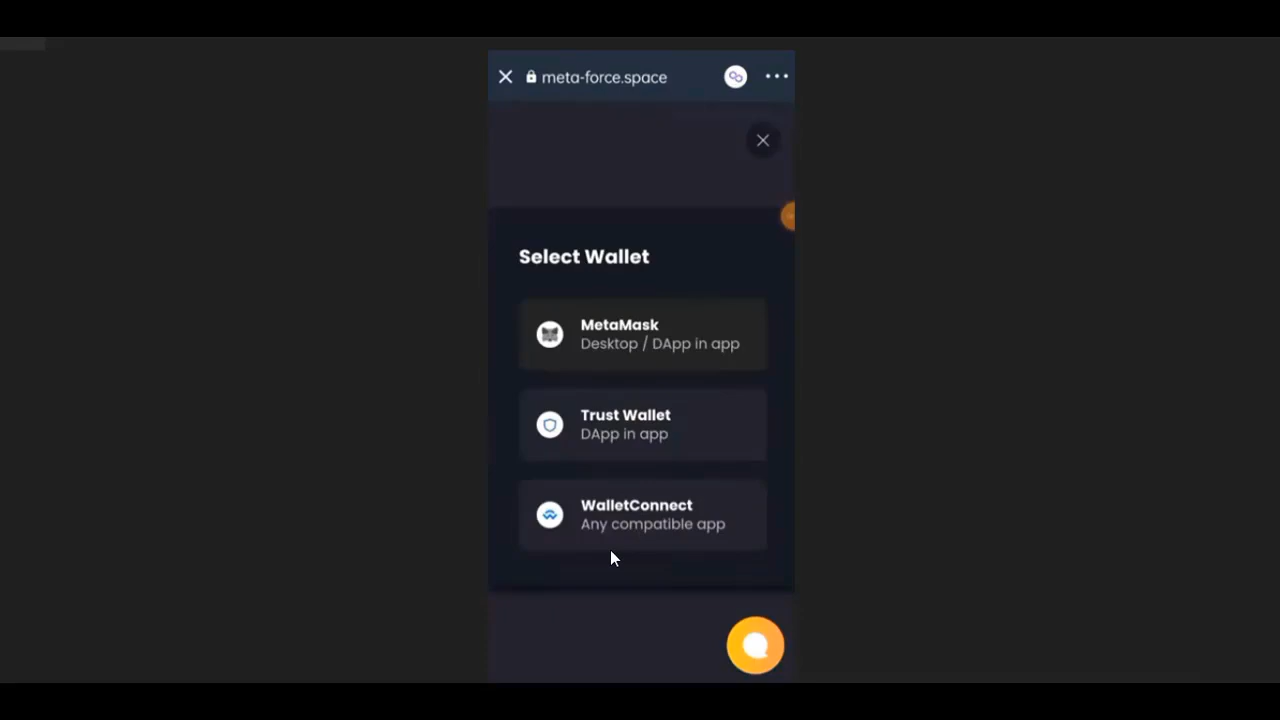 meta-force.space
Select Wallet
MetaMask
Desktop / DApp in app
Trust Wallet
DApp in app
WalletConnect
Any compatible app